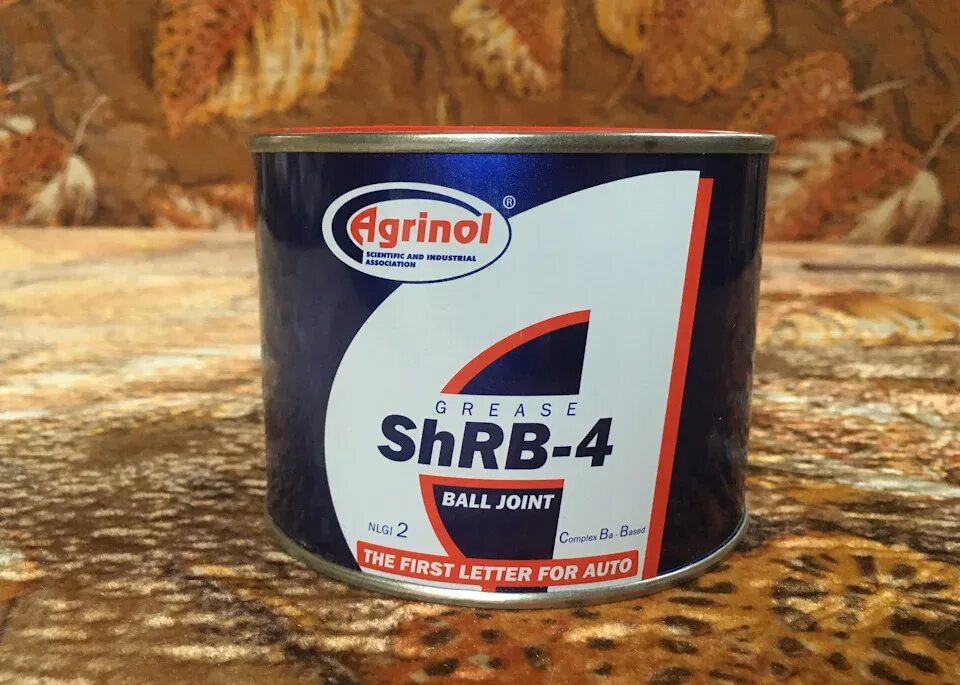 Agrinol ®
SCIENTIFIC AND INDUSTRIAL
ASSOCIATION
GREASE
ShRB-4
BALL JOINT
NLGI 2
Complex Ba - Based
THE FIRST LETTER FOR AUTO